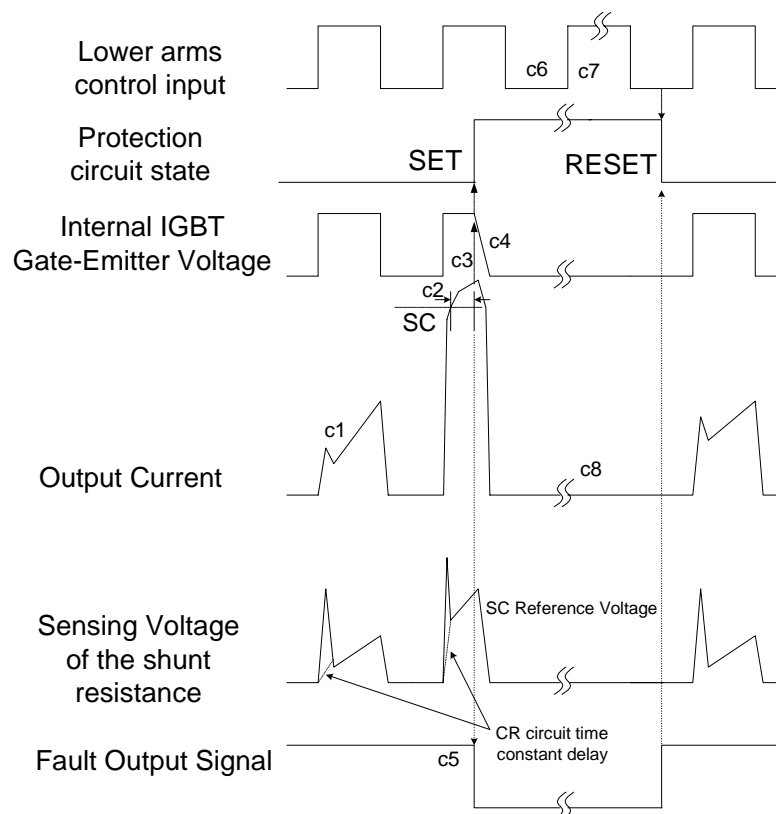 Lower arms
control input
c6
c7
Protection
circuit state
SET
RESET
Internal IGBT
Gate-Emitter Voltage
c4
c3
c2
SC
c1
Output Current
c8
SC Reference Voltage
Sensing Voltage
of the shunt
resistance
CR circuit time
constant delay
Fault Output Signal
c5